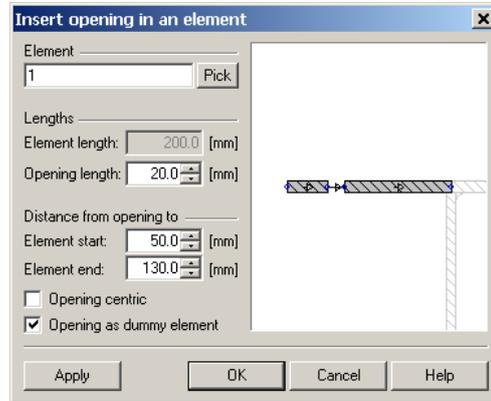 Insert opening in an element
Element
1 Pick
Lengths
Element length: 200.0 [mm]
Opening length: 20.0 [mm]
Distance from opening to
Element start: 50.0 [mm]
Element end: 130.0 [mm]
Opening centric
Opening as dummy element
Apply OK Cancel Help